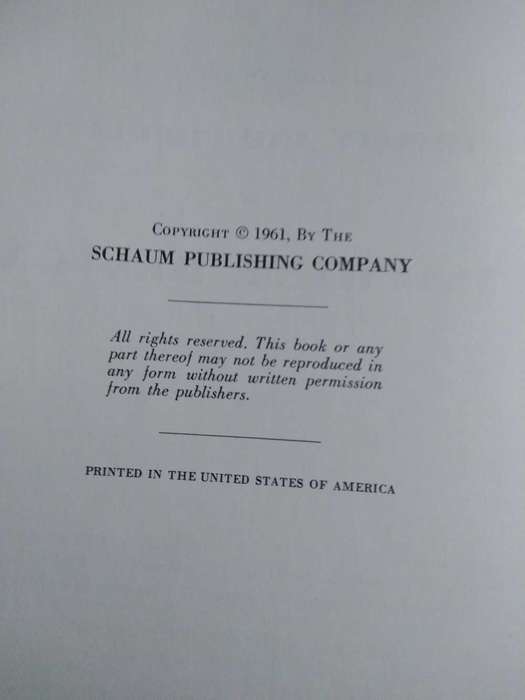 Copyright © 1961, By The
SCHAUM PUBLISHING COMPANY
All rights reserved. This book or any
part thereof may not be reproduced in
any form without written permission
from the publishers.
PRINTED IN THE UNITED STATES OF AMERICA